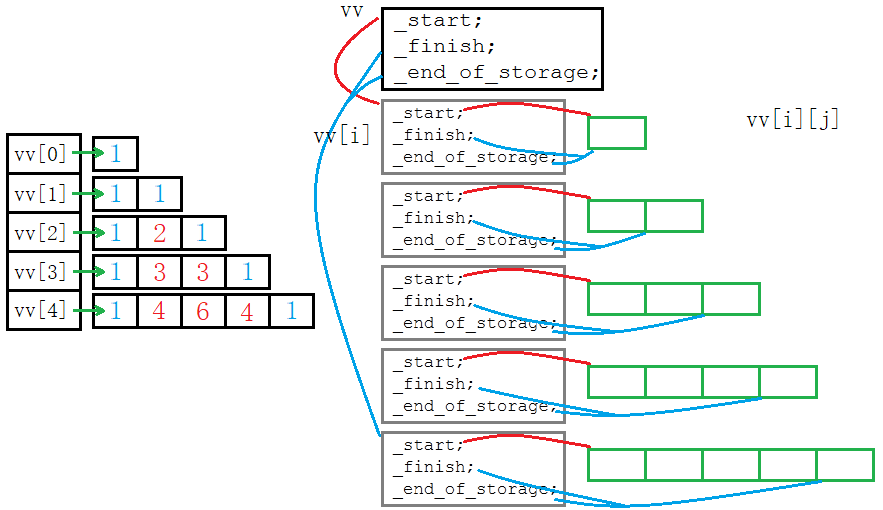 vv
_start;
_finish;
_end_of_storage;
vv[i]
_start;
_finish;
_end_of_storage;
vv[i][j]
vv[0] 1
vv[1] 1 1
vv[2] 1 2 1
vv[3] 1 3 3 1
vv[4] 1 4 6 4 1
_start;
_finish;
_end_of_storage;
_start;
_finish;
_end_of_storage;
_start;
_finish;
_end_of_storage;
_start;
_finish;
_end_of_storage;